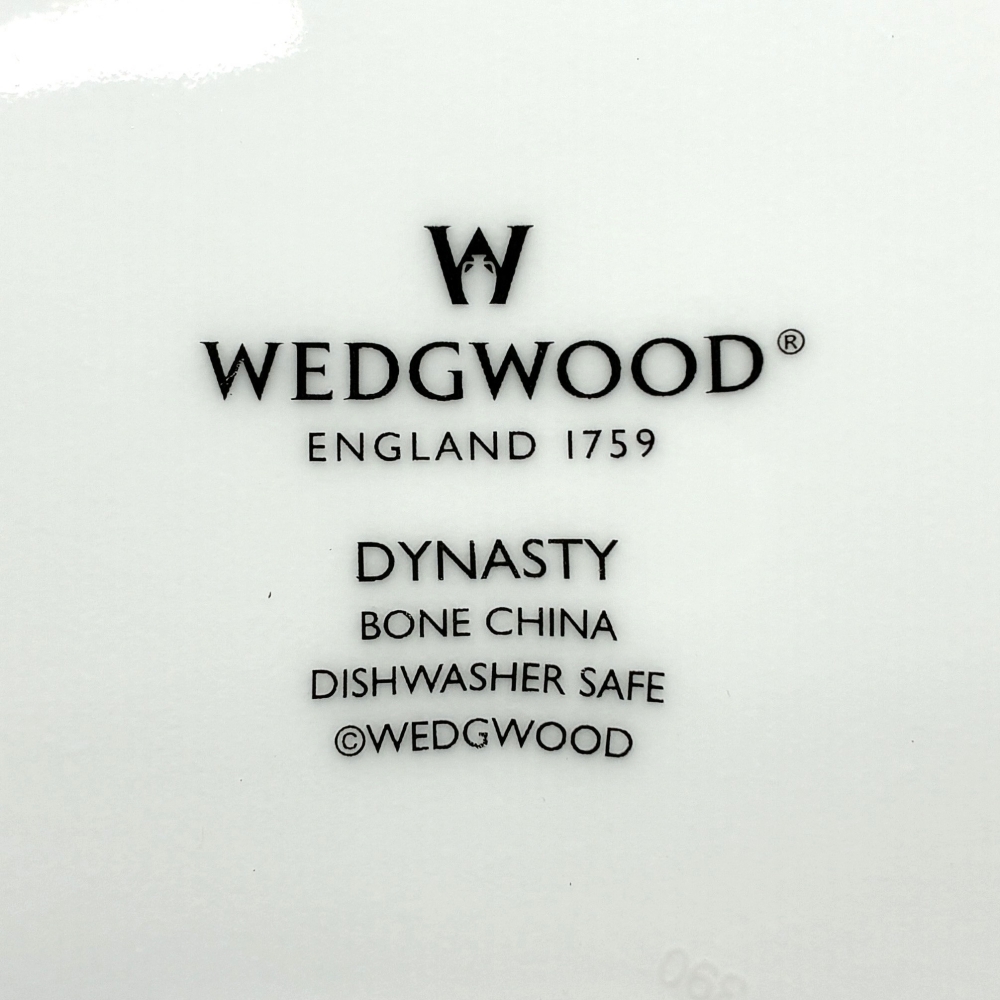 W
WEDGWOOD®
ENGLAND 1759
DYNASTY
BONE CHINA
DISHWASHER SAFE
©WEDGWOOD